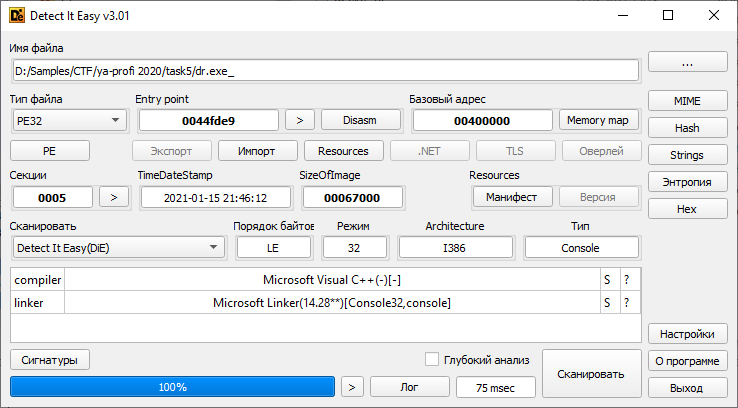 Detect It Easy v3.01
Имя файла
D:/Samples/CTF/ya-profi 2020/task5/dr.exe_
...
Тип файла Entry point Базовый адрес
PE32 0044fde9 > Disasm 00400000 Memory map MIME
PE Экспорт Импорт Resources .NET TLS Оверлей Hash
Секции TimeDateStamp SizeOfImage Resources Strings
0005 > 2021-01-15 21:46:12 00067000 Манифест Версия Энтропия
Hex
Сканировать Порядок байтов Режим Architecture Тип
Detect It Easy(DiE) LE 32 I386 Console
compiler Microsoft Visual C++(-)[-] S ?
linker Microsoft Linker(14.28**)[Console32,console] S ?
Настройки
Сигнатуры Глубокий анализ Сканировать О программе
100% > Лог 75 msec Выход